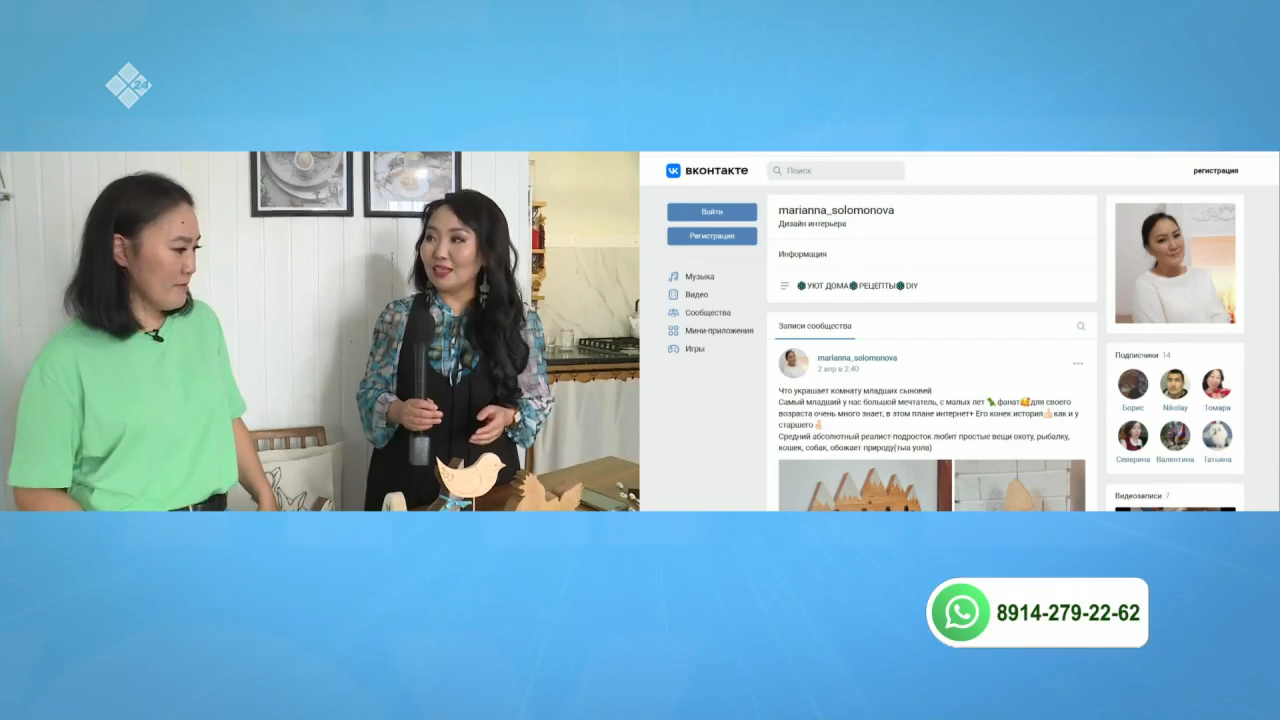 24
вконтакте
Поиск
регистрация
Войти
Регистрация
Музыка
Видео
Сообщества
Мини-приложения
Игры
marianna_solomonova
Дизайн интерьера
Информация
УЮТ ДОМА РЕЦЕПТЫ DIY
Записи сообщества
marianna_solomonova
2 апр в 2:40
Что украшает комнату младших сыновей
Самый младший у нас большой мечтатель, с малых лет 🦖фанат🥰для своего
возраста очень много знает, в этом плане интернет+ Его конек история👍как и у
старшего
Средний абсолютный реалист-подросток любит простые вещи охоту, рыбалку,
кошек, собак, обожает природу(тыа уола)
Подписчики 14
Борис
Nikolay
Томара
Северина
Валентина
Татьяна
Видеозаписи 7
8914-279-22-62